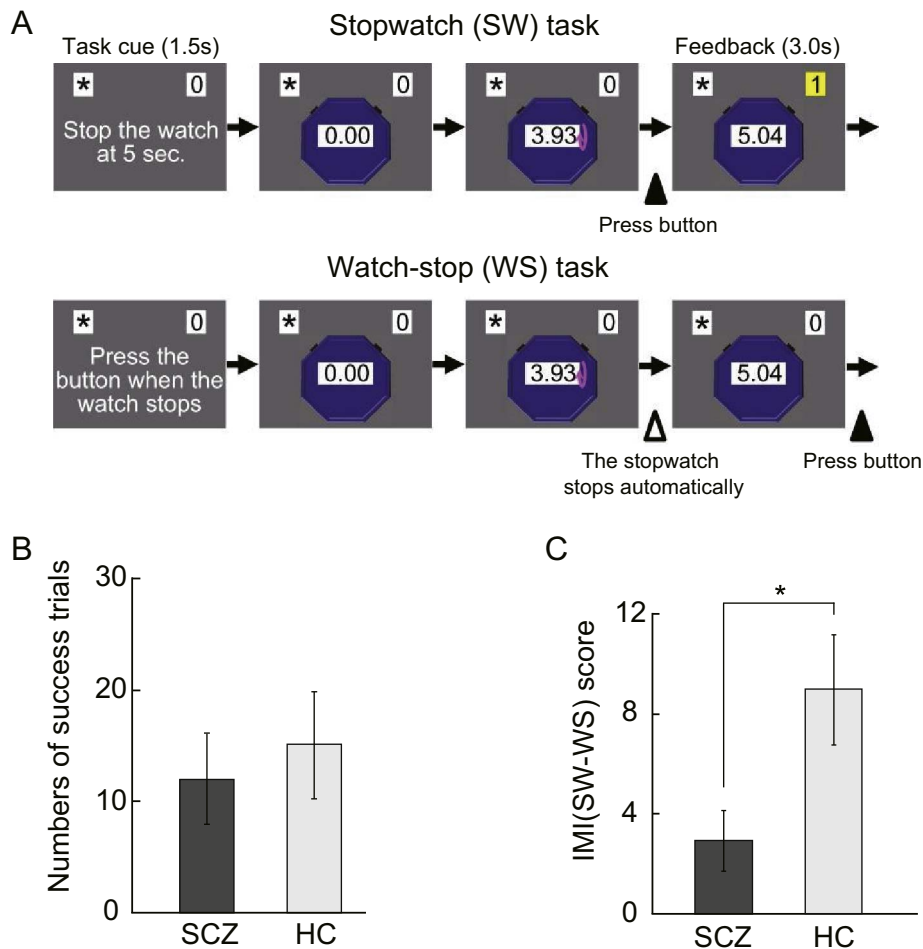 A
Stopwatch (SW) task
Task cue (1.5s)
Feedback (3.0s)
* 0 * 0 * 0 * 1
Stop the watch
at 5 sec.
0.00 3.93 5.04
Press button
Watch-stop (WS) task
* 0 * 0 * 0 * 0
Press the
button when the
watch stops
0.00 3.93 5.04
The stopwatch
stops automatically
Press button
B
Numbers of success trials
30
20
10
0
SCZ HC
C
IMI(SW-WS) score
12
8
4
0
*
SCZ HC